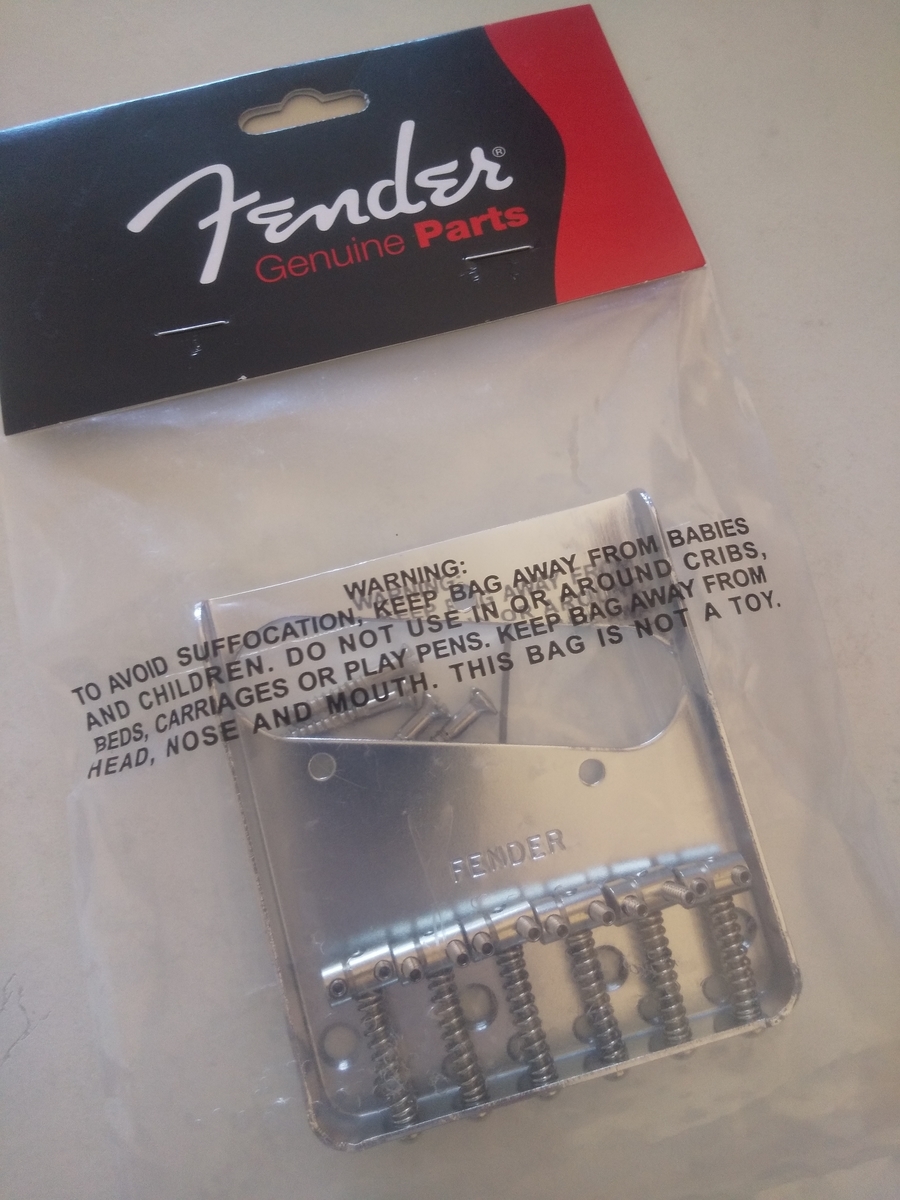 Fender®
Genuine Parts
WARNING:
TO AVOID SUFFOCATION, KEEP BAG AWAY FROM BABIES
AND CHILDREN. DO NOT USE IN OR AROUND CRIBS,
BEDS, CARRIAGES OR PLAY PENS. KEEP BAG AWAY FROM
HEAD, NOSE AND MOUTH. THIS BAG IS NOT A TOY.
FENDER